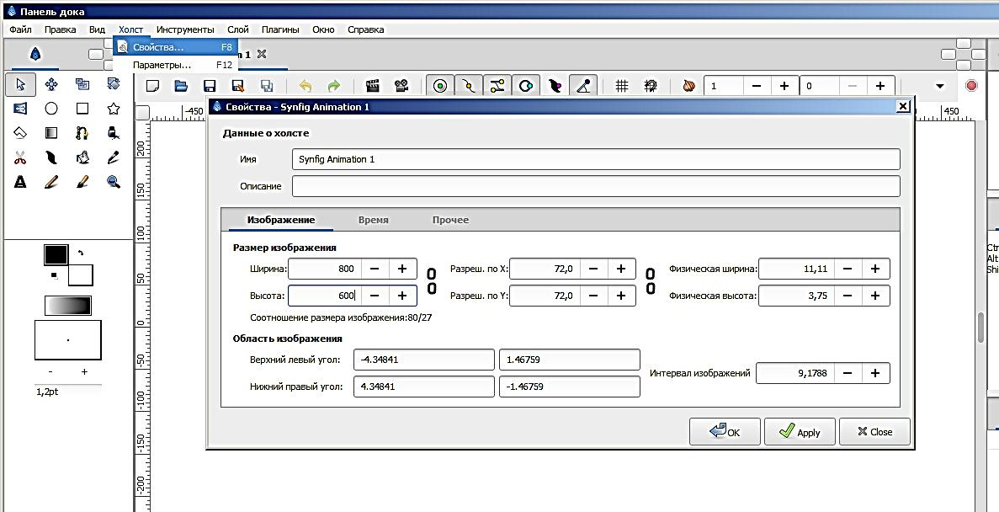 Панель дока
Файл Правка Вид Холст Инструменты Слой Плагины Окно Справка
Свойства... F8
n 1
Параметры... F12
1 0
-450 450
Свойства - Synfig Animation 1
Данные о холсте
Имя Synfig Animation 1
Описание
Изображение Время Прочее
Размер изображения
Ширина: 800 Разреш. по X: 72,0 Физическая ширина: 11,11
Высота: 600 Разреш. по Y: 72,0 Физическая высота: 3,75
Соотношение размера изображения:80/27
Область изображения
Верхний левый угол: -4.34841 1.46759
Интервал изображений 9,1788
Нижний правый угол: 4.34841 -1.46759
OK Apply Close
200
150
100
50
0
-50
-100
-150
-200
- +
1,2pt
Ctr
Alt
Shi